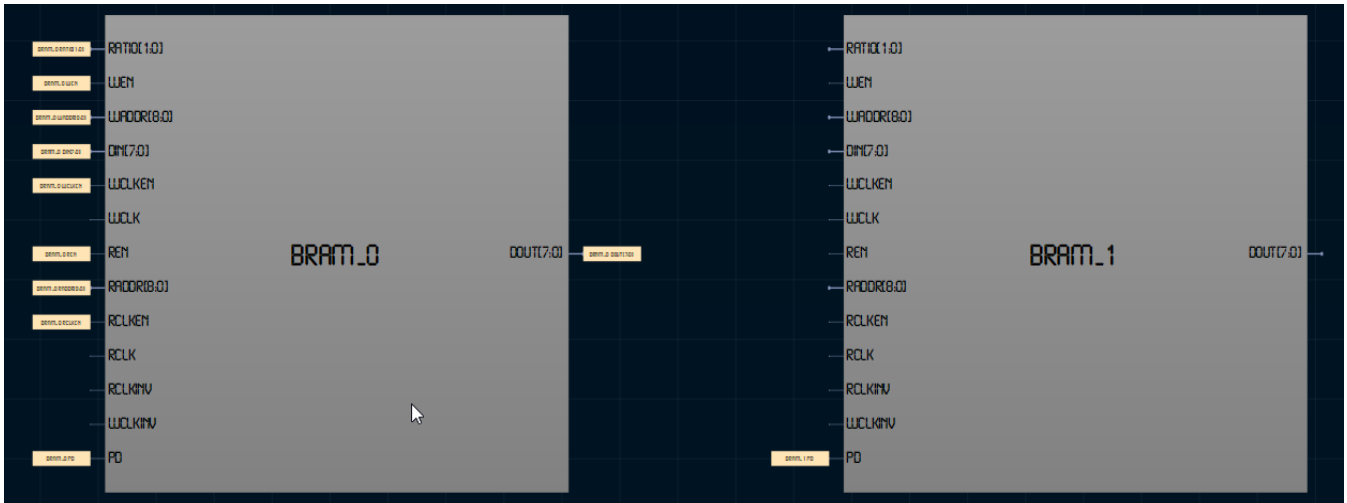 RATIO[1:0]
WEN
WADDR[8:0]
DIN[7:0]
WCLKEN
WCLK
REN
RADDR[8:0]
RCLKEN
RCLK
RCLKINV
WCLKINV
PD
BRAM_0
DOUT[7:0]
RATIO[1:0]
WEN
WADDR[8:0]
DIN[7:0]
WCLKEN
WCLK
REN
RADDR[8:0]
RCLKEN
RCLK
RCLKINV
WCLKINV
PD
BRAM_1
DOUT[7:0]